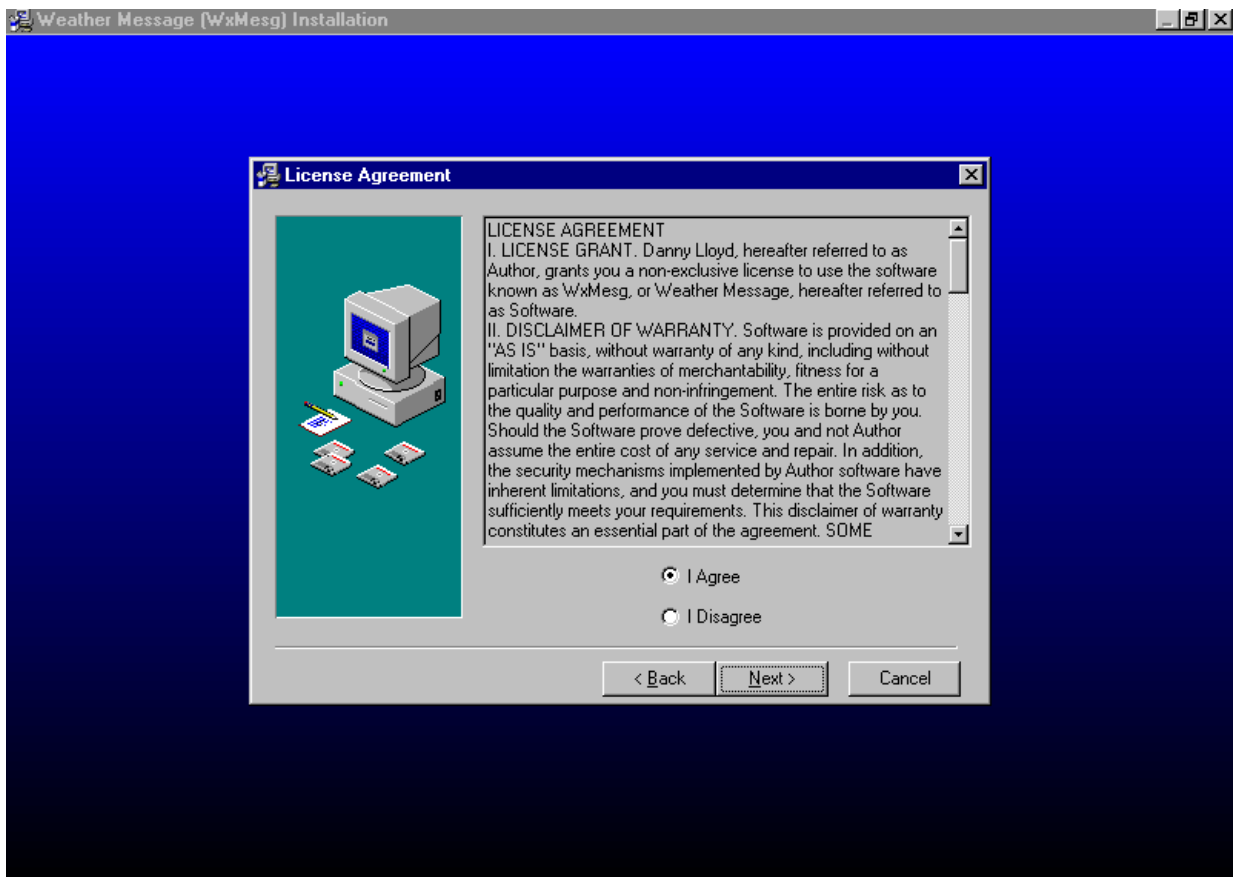 Weather Message (WxMesg) Installation
License Agreement
LICENSE AGREEMENT
I. LICENSE GRANT. Danny Lloyd, hereafter referred to as
Author, grants you a non-exclusive license to use the software
known as WxMesg, or Weather Message, hereafter referred to
as Software.
II. DISCLAIMER OF WARRANTY. Software is provided on an
"AS IS" basis, without warranty of any kind, including without
limitation the warranties of merchantability, fitness for a
particular purpose and non-infringement. The entire risk as to
the quality and performance of the Software is borne by you.
Should the Software prove defective, you and not Author
assume the entire cost of any service and repair. In addition,
the security mechanisms implemented by Author software have
inherent limitations, and you must determine that the Software
sufficiently meets your requirements. This disclaimer of warranty
constitutes an essential part of the agreement. SOME
I Agree
I Disagree
< Back
Next >
Cancel